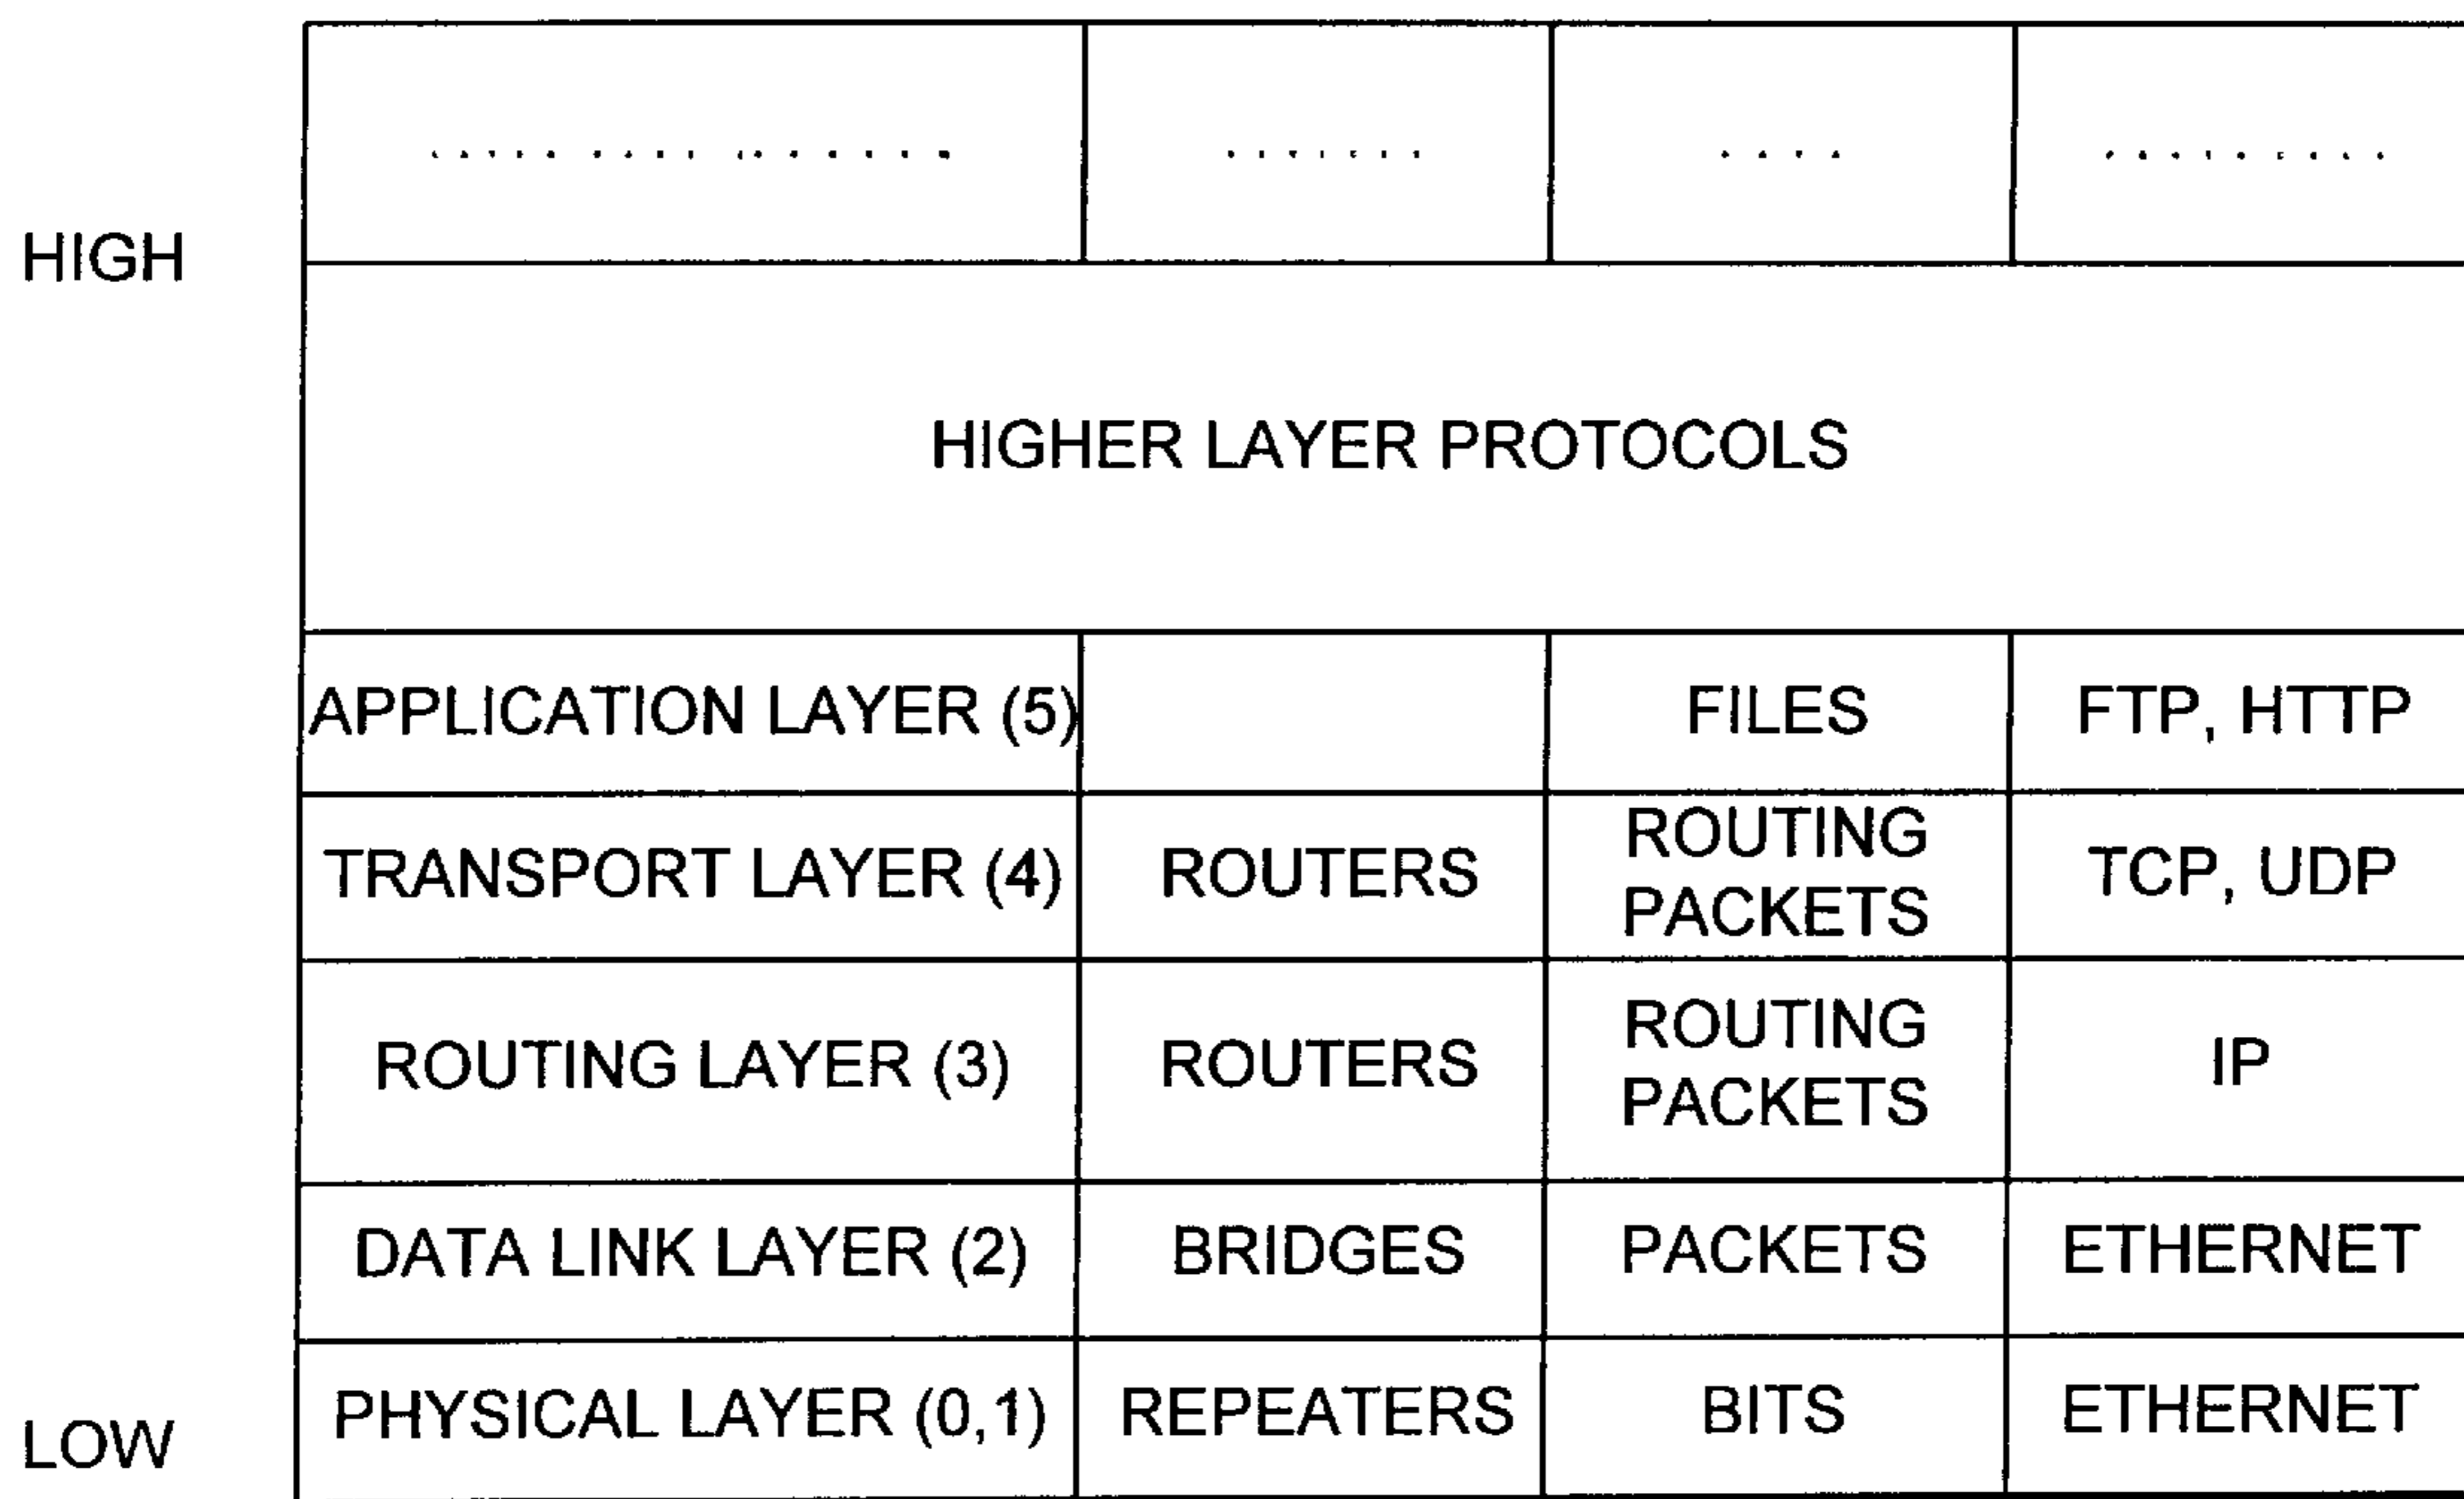 HIGH
HIGHER LAYER PROTOCOLS
APPLICATION LAYER (5) FILES FTP, HTTP
TRANSPORT LAYER (4) ROUTERS ROUTING PACKETS TCP, UDP
ROUTING LAYER (3) ROUTERS ROUTING PACKETS IP
DATA LINK LAYER (2) BRIDGES PACKETS ETHERNET
PHYSICAL LAYER (0,1) REPEATERS BITS ETHERNET
LOW